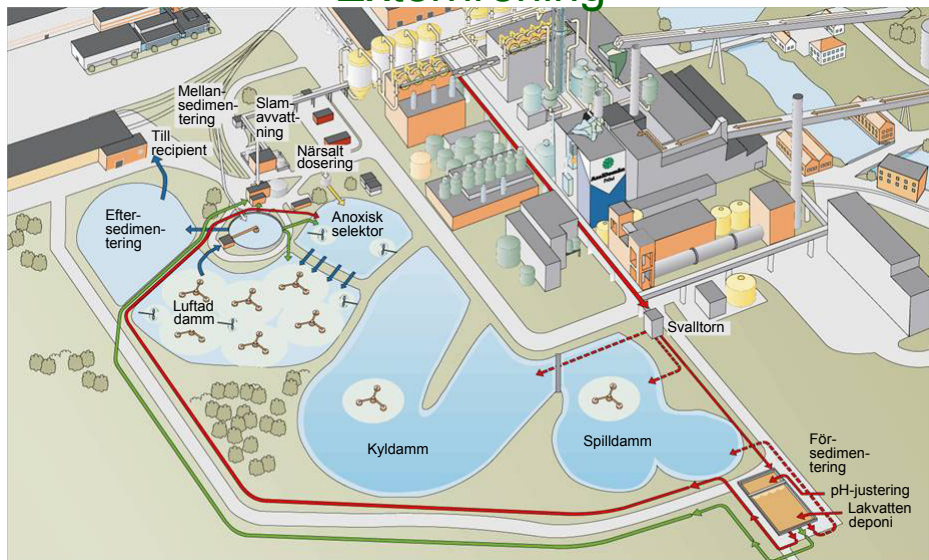 Externrening
Mellan-
sedimen-
tering
Slam-
avvatt-
ning
Till
recipient
Närsalt
dosering
Efter-
sedimen-
tering
Anoxisk
selektor
Luftad
damm
Svalltorn
Kyldamm
Spilldamm
För-
sedimen-
tering
pH-justering
Lakvatten
deponi